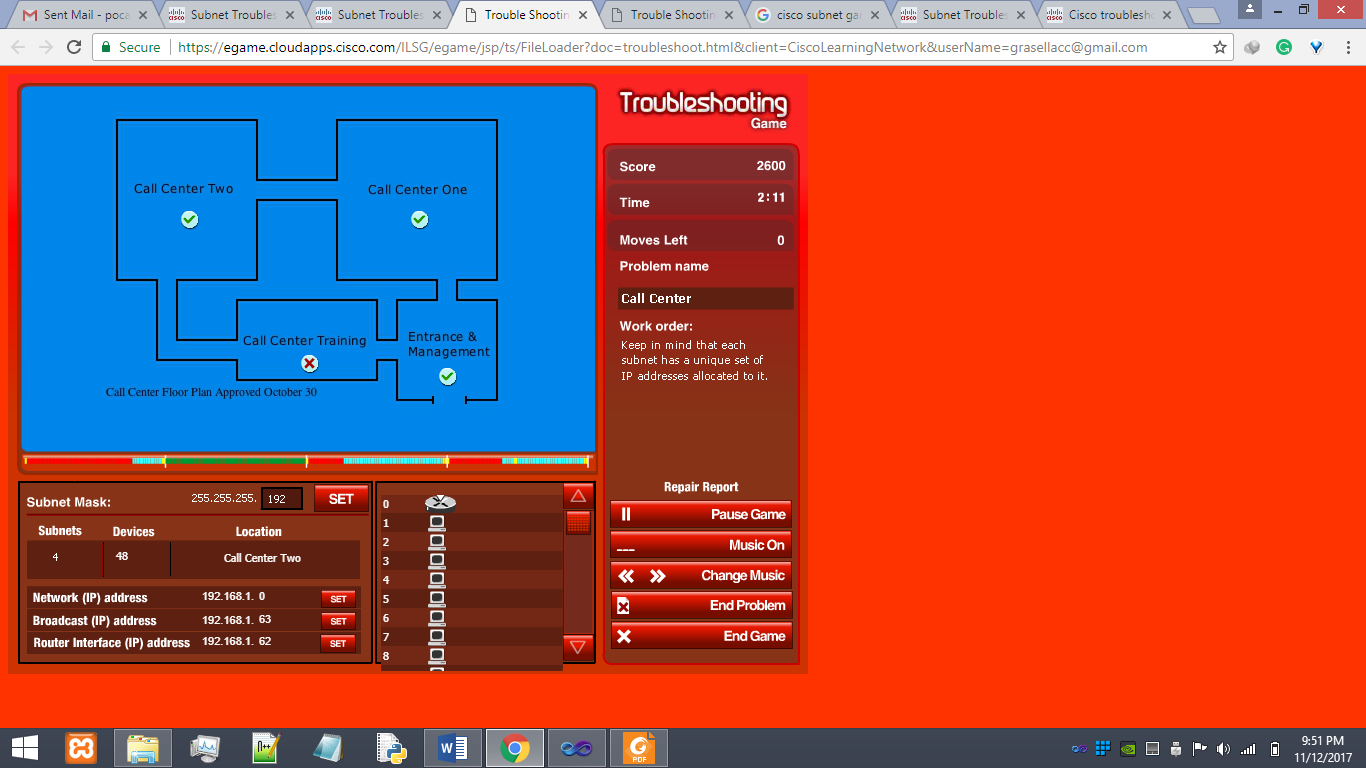 Sent Mail - poca
Subnet Troubles
Subnet Troubles
Trouble Shootin
Trouble Shootin
cisco subnet ga
Subnet Troubles
Cisco troublesh
Secure
https://egame.cloudapps.cisco.com/ILSG/egame/jsp/ts/FileLoader?doc=troubleshoot.html&client=CiscoLearningNetwork&userName=grasellacc@gmail.com
Call Center Two
Call Center One
Call Center Training
Entrance &
Management
Call Center Floor Plan Approved October 30
Troubleshooting
Game
Score 2600
Time 2:11
Moves Left 0
Problem name
Call Center
Work order:
Keep in mind that each
subnet has a unique set of
IP addresses allocated to it.
Repair Report
Pause Game
Music On
Change Music
End Problem
End Game
Subnet Mask: 255.255.255. 192 SET
Subnets Devices Location
4 48 Call Center Two
Network (IP) address 192.168.1. 0 SET
Broadcast (IP) address 192.168.1. 63 SET
Router Interface (IP) address 192.168.1. 62 SET
0
1
2
3
4
5
6
7
8
9:51 PM
11/12/2017